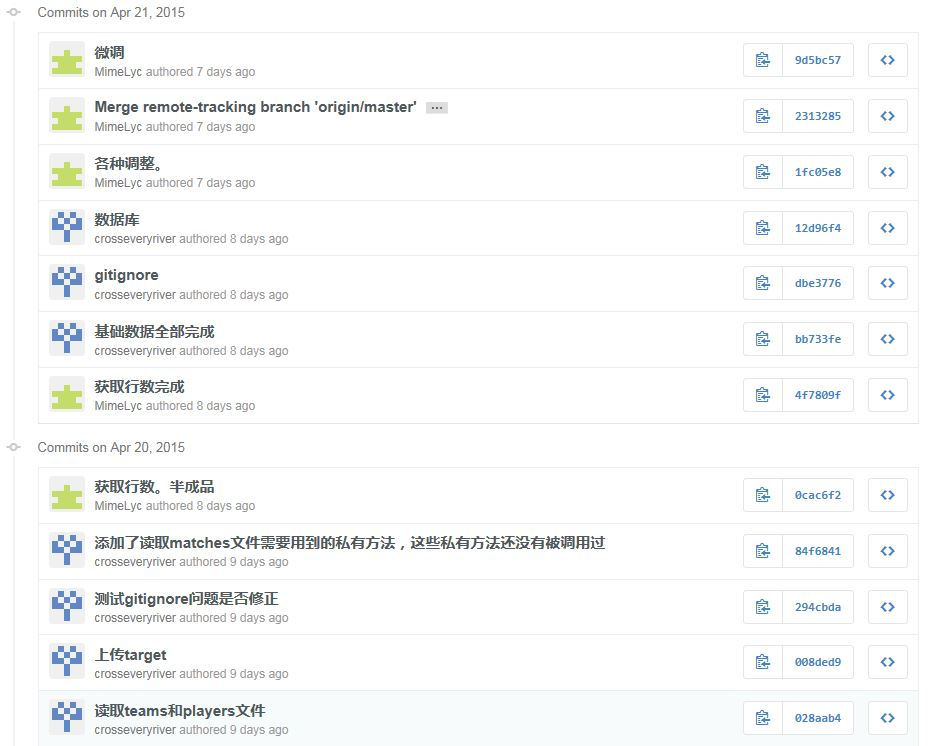 Commits on Apr 21, 2015
微调
MimeLyc authored 7 days ago
9d5bc57
Merge remote-tracking branch 'origin/master' …
MimeLyc authored 7 days ago
2313285
各种调整。
MimeLyc authored 7 days ago
1fc05e8
数据库
crosseveryriver authored 8 days ago
12d96f4
gitignore
crosseveryriver authored 8 days ago
dbe3776
基础数据全部完成
crosseveryriver authored 8 days ago
bb733fe
获取行数完成
MimeLyc authored 8 days ago
4f7809f
Commits on Apr 20, 2015
获取行数。半成品
MimeLyc authored 8 days ago
0cac6f2
添加了读取matches文件需要用到的私有方法，这些私有方法还没有被调用过
crosseveryriver authored 9 days ago
84f6841
测试gitignore问题是否修正
crosseveryriver authored 9 days ago
294cbda
上传target
crosseveryriver authored 9 days ago
008ded9
读取teams和players文件
crosseveryriver authored 9 days ago
028aab4